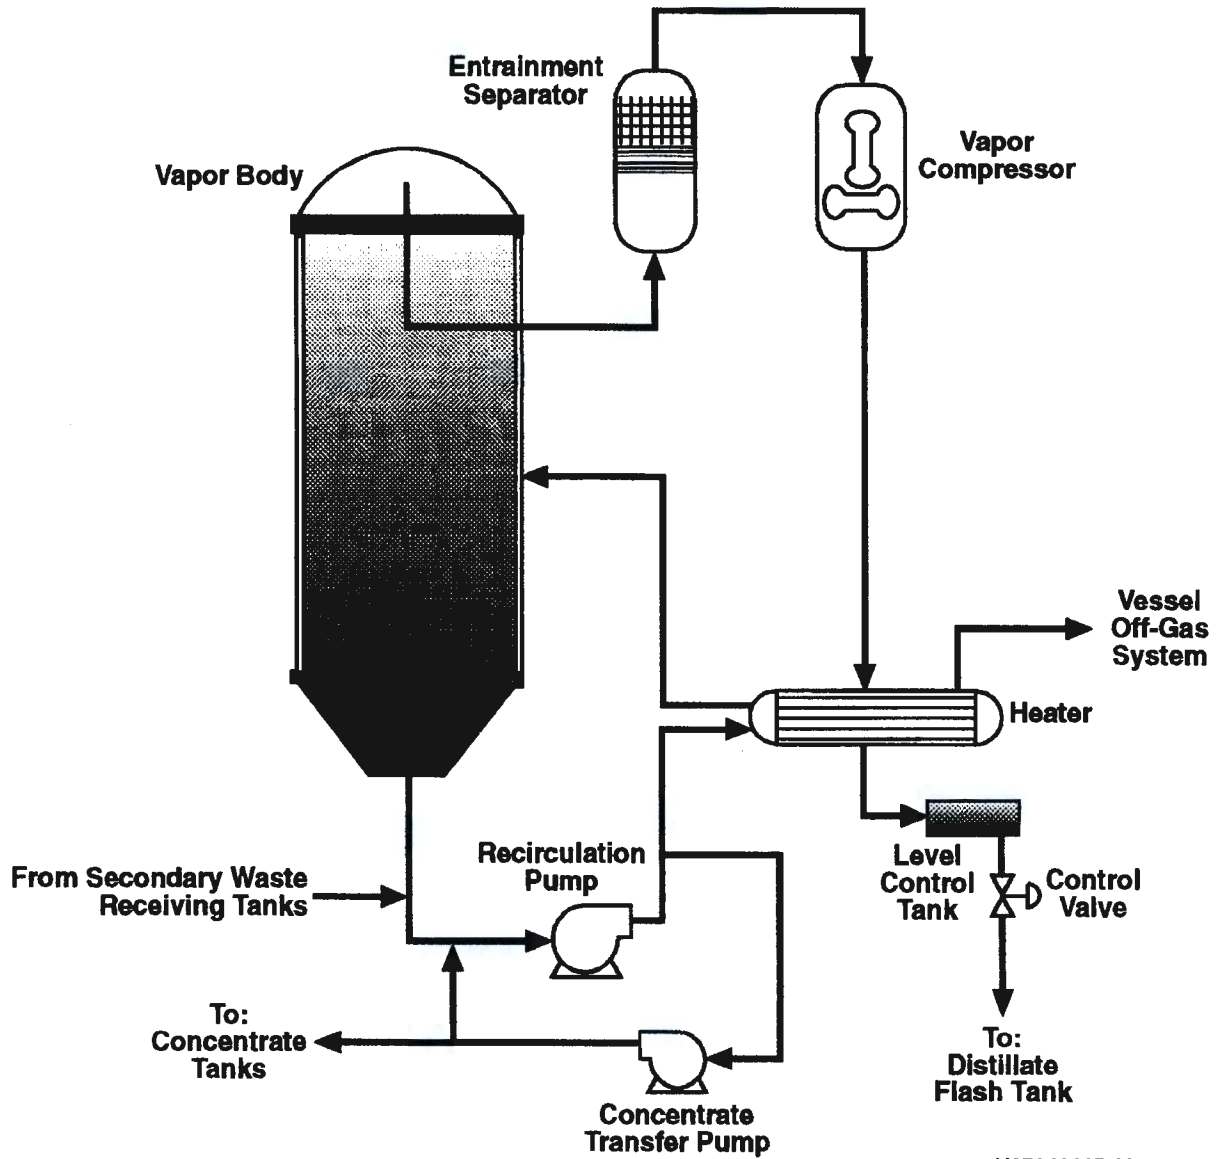 Entrainment
Separator
Vapor Body
Vapor
Compressor
Vessel
Off-Gas
System
Heater
Recirculation
Pump
Level
Control
Tank
Control
Valve
From Secondary Waste
Receiving Tanks
To:
Concentrate
Tanks
To:
Distillate
Flash Tank
Concentrate
Transfer Pump